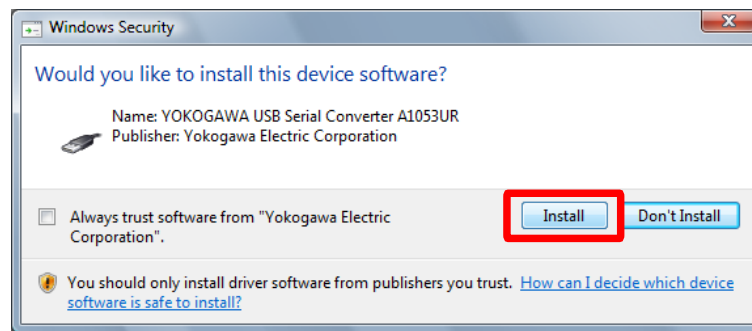 Windows Security
Would you like to install this device software?
Name: YOKOGAWA USB Serial Converter A1053UR
Publisher: Yokogawa Electric Corporation
Always trust software from "Yokogawa Electric
Corporation".
Install
Don't Install
You should only install driver software from publishers you trust. How can I decide which device
software is safe to install?